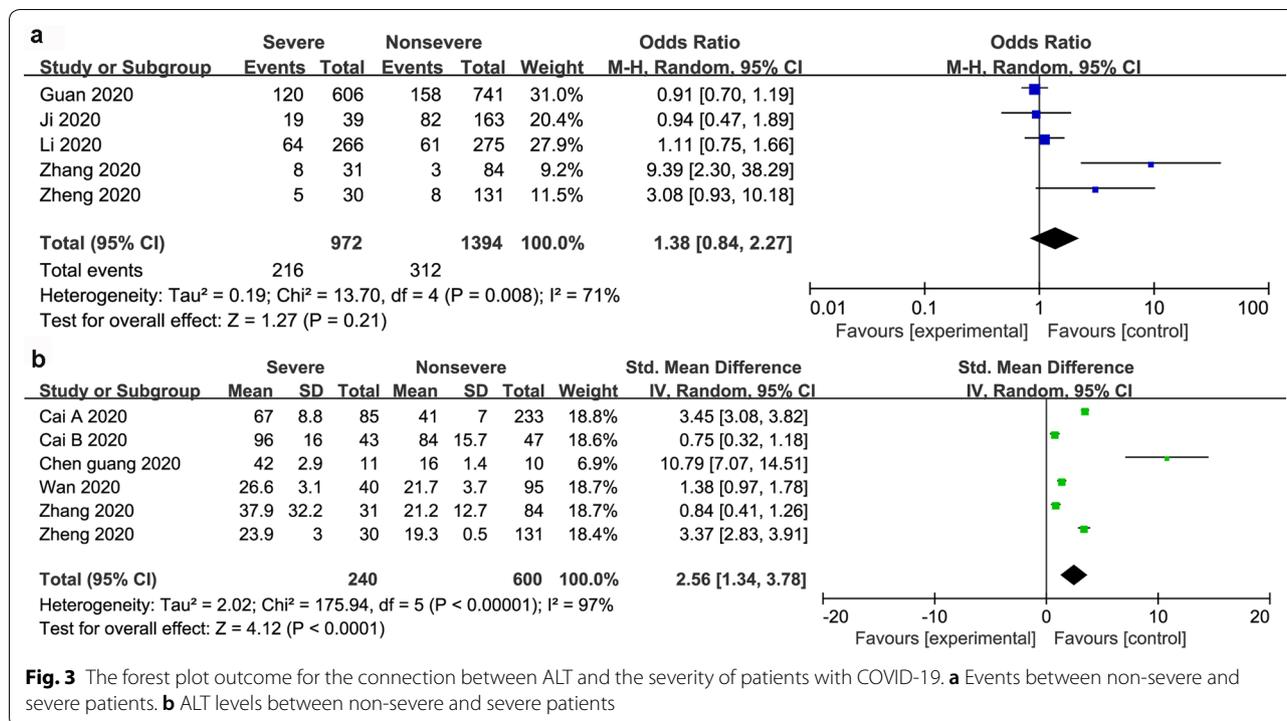 a
Severe Nonsevere Odds Ratio Odds Ratio
Study or Subgroup Events Total Events Total Weight M-H, Random, 95% CI M-H, Random, 95% CI
Guan 2020 120 606 158 741 31.0% 0.91 [0.70, 1.19]
Ji 2020 19 39 82 163 20.4% 0.94 [0.47, 1.89]
Li 2020 64 266 61 275 27.9% 1.11 [0.75, 1.66]
Zhang 2020 8 31 3 84 9.2% 9.39 [2.30, 38.29]
Zheng 2020 5 30 8 131 11.5% 3.08 [0.93, 10.18]
Total (95% CI) 972 1394 100.0% 1.38 [0.84, 2.27]
Total events 216 312
Heterogeneity: Tau² = 0.19; Chi² = 13.70, df = 4 (P = 0.008); I² = 71%
Test for overall effect: Z = 1.27 (P = 0.21)
0.01 0.1 1 10 100
Favours [experimental] Favours [control]
b
Severe Nonsevere Std. Mean Difference Std. Mean Difference
Study or Subgroup Mean SD Total Mean SD Total Weight IV, Random, 95% CI IV, Random, 95% CI
Cai A 2020 67 8.8 85 41 7 233 18.8% 3.45 [3.08, 3.82]
Cai B 2020 96 16 43 84 15.7 47 18.6% 0.75 [0.32, 1.18]
Chen guang 2020 42 2.9 11 16 1.4 10 6.9% 10.79 [7.07, 14.51]
Wan 2020 26.6 3.1 40 21.7 3.7 95 18.7% 1.38 [0.97, 1.78]
Zhang 2020 37.9 32.2 31 21.2 12.7 84 18.7% 0.84 [0.41, 1.26]
Zheng 2020 23.9 3 30 19.3 0.5 131 18.4% 3.37 [2.83, 3.91]
Total (95% CI) 240 600 100.0% 2.56 [1.34, 3.78]
Heterogeneity: Tau² = 2.02; Chi² = 175.94, df = 5 (P < 0.00001); I² = 97%
Test for overall effect: Z = 4.12 (P < 0.0001)
-20 -10 0 10 20
Favours [experimental] Favours [control]
Fig. 3 The forest plot outcome for the connection between ALT and the severity of patients with COVID-19. a Events between non-severe and
severe patients. b ALT levels between non-severe and severe patients